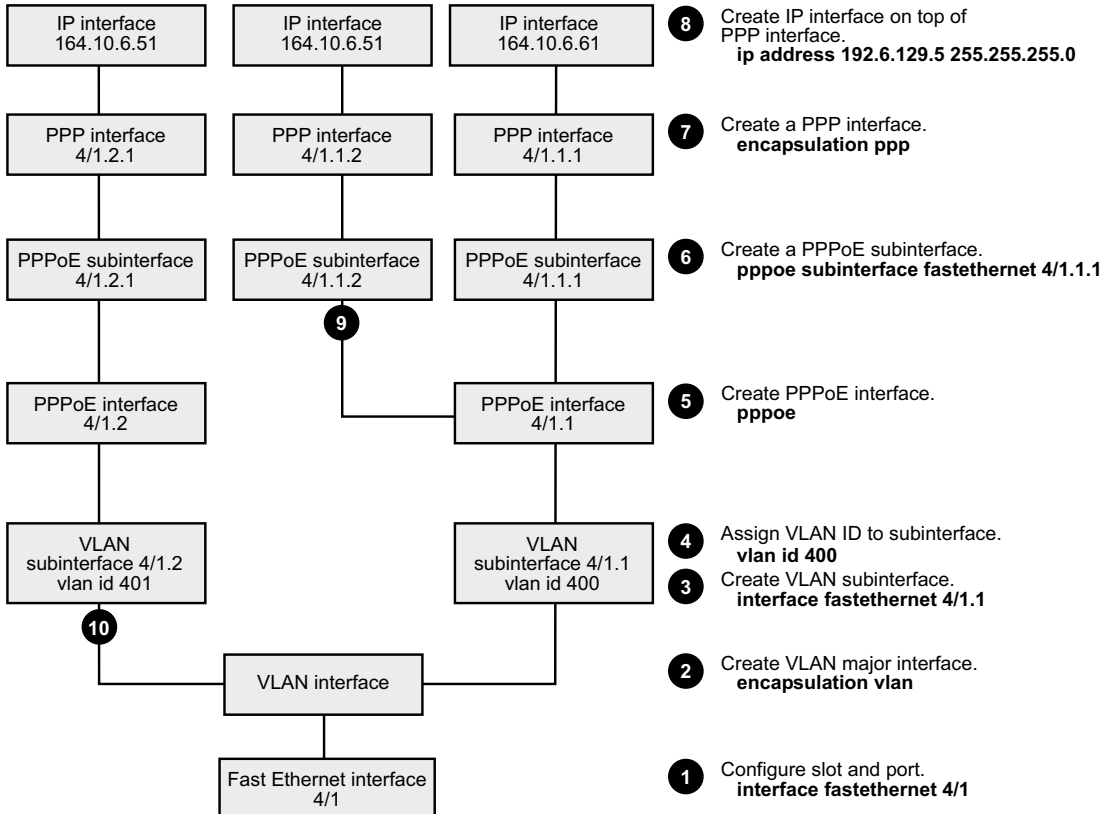 IP interface
164.10.6.51
IP interface
164.10.6.51
IP interface
164.10.6.61
8
Create IP interface on top of
PPP interface.
ip address 192.6.129.5 255.255.255.0
PPP interface
4/1.2.1
PPP interface
4/1.1.2
PPP interface
4/1.1.1
7
Create a PPP interface.
encapsulation ppp
PPPoE subinterface
4/1.2.1
PPPoE subinterface
4/1.1.2
PPPoE subinterface
4/1.1.1
6
Create a PPPoE subinterface.
pppoe subinterface fastethernet 4/1.1.1
9
PPPoE interface
4/1.2
PPPoE interface
4/1.1
5
Create PPPoE interface.
pppoe
VLAN
subinterface 4/1.2
vlan id 401
VLAN
subinterface 4/1.1
vlan id 400
4
Assign VLAN ID to subinterface.
vlan id 400
3
Create VLAN subinterface.
interface fastethernet 4/1.1
10
VLAN interface
2
Create VLAN major interface.
encapsulation vlan
Fast Ethernet interface
4/1
1
Configure slot and port.
interface fastethernet 4/1